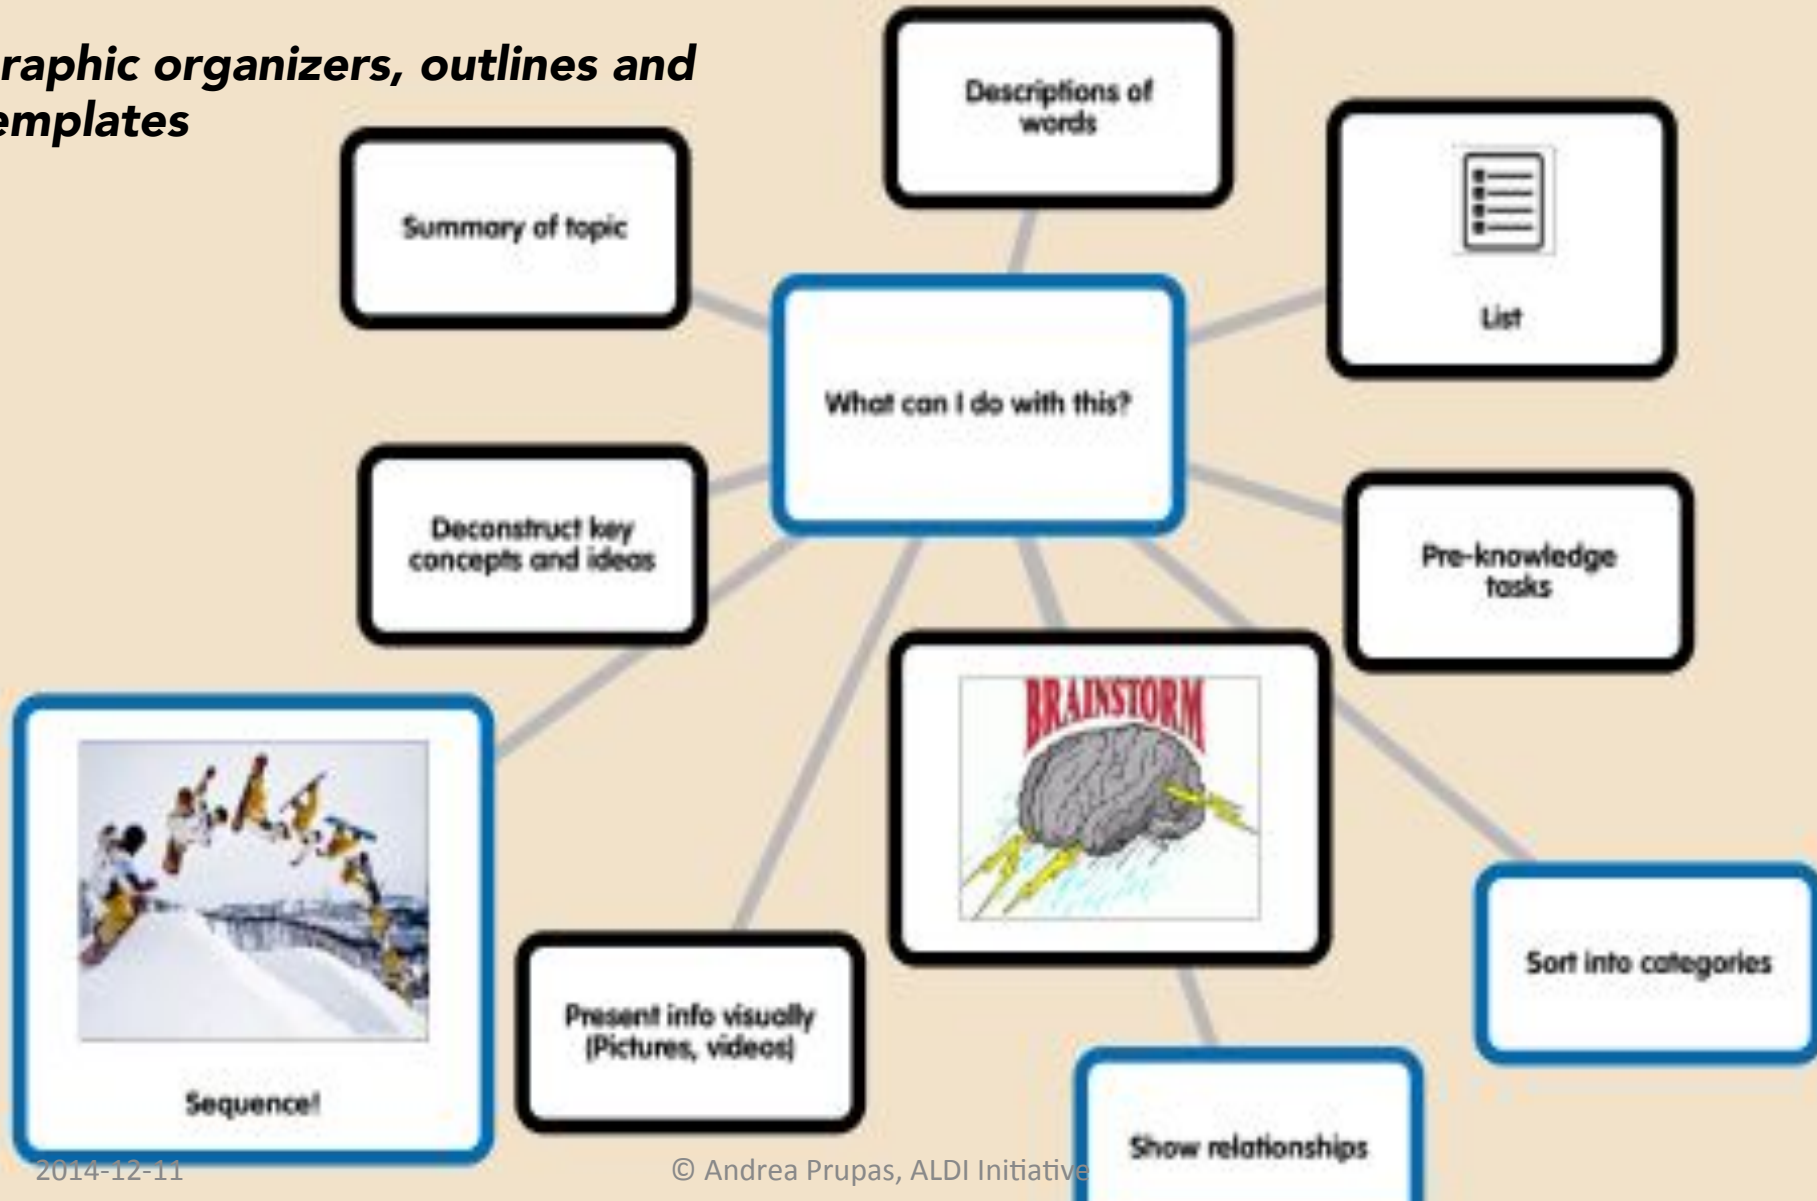 raphic organizers, outlines and
emplates
Descriptions of
words
Summary of topic
List
What can I do with this?
Deconstruct key
concepts and ideas
Pre-knowledge
tasks
BRAINSTORM
Sort into categories
Present info visually
(Pictures, videos)
Sequence!
Show relationships
2014-12-11
© Andrea Prupas, ALDI Initiative